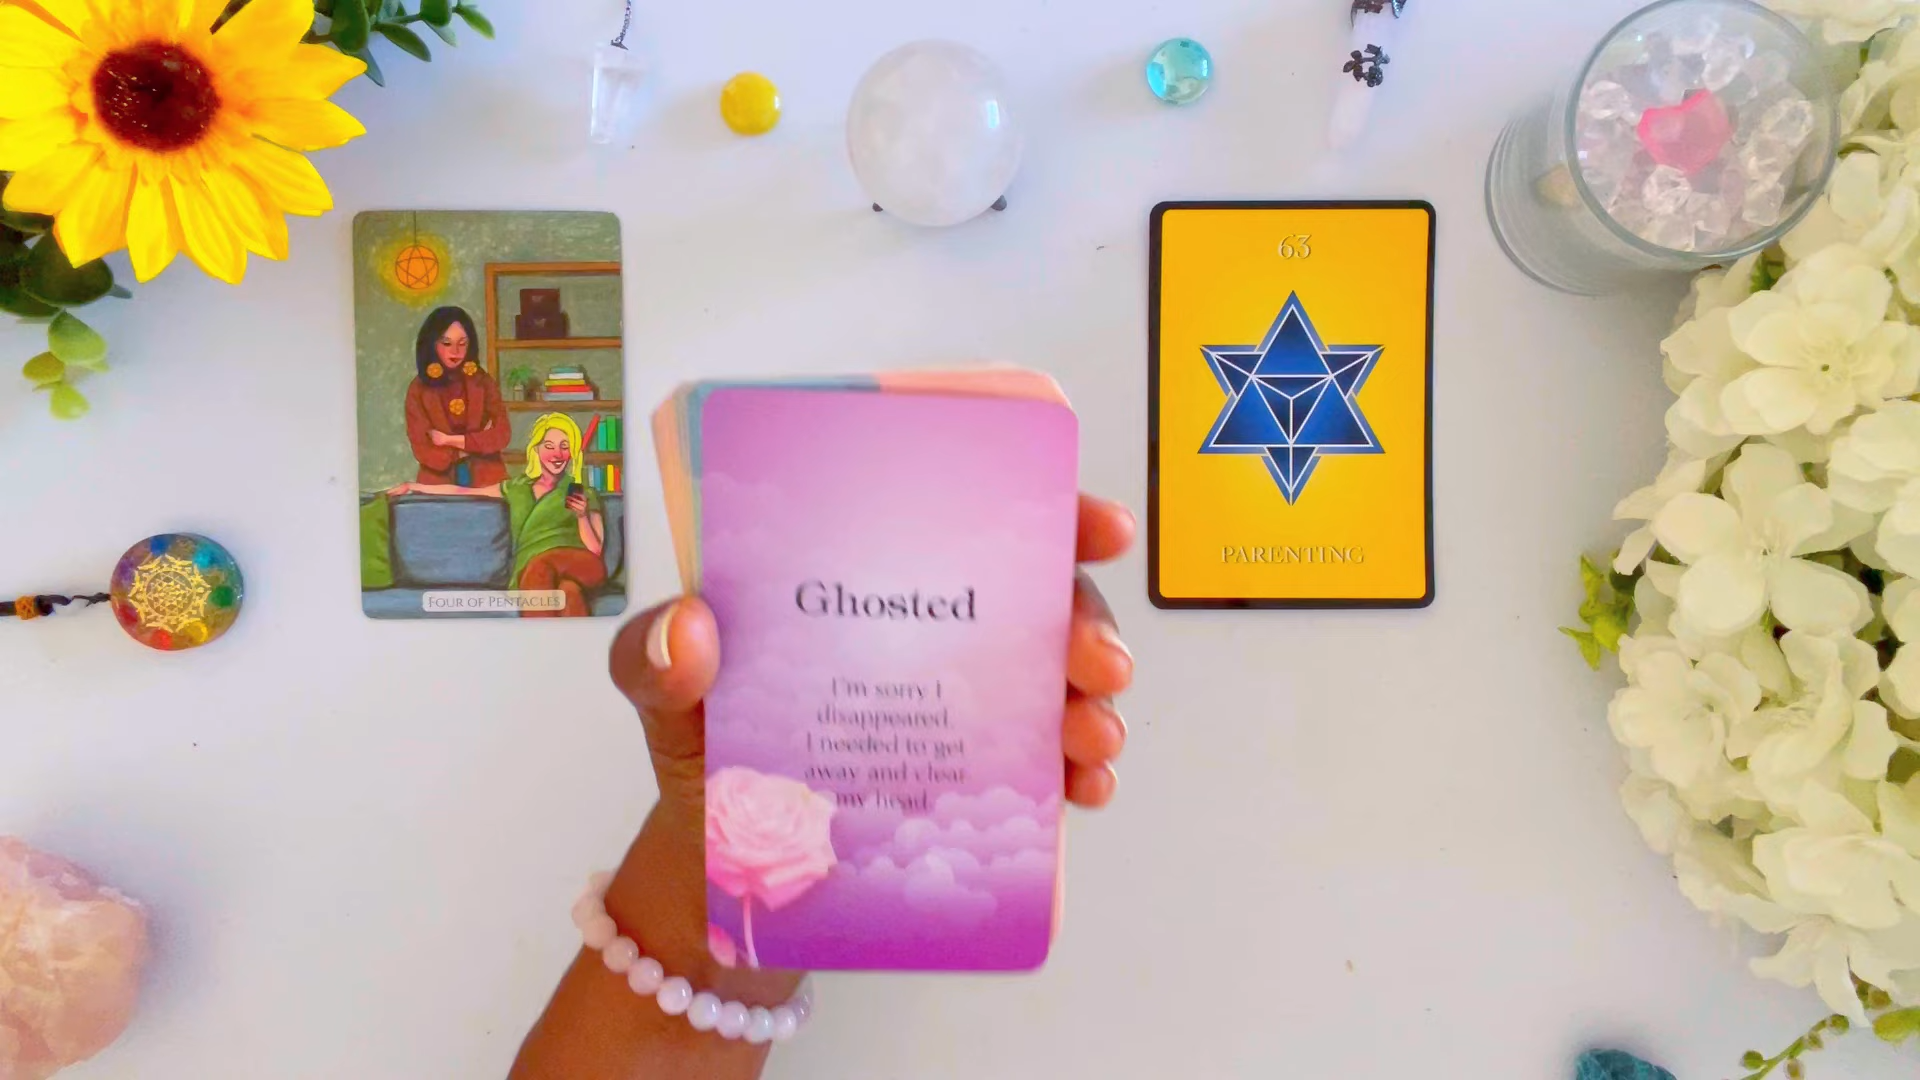 FOUR OF PENTACLES
Ghosted
I'm sorry I
disappeared.
I needed to get
away and clear
my head.
63
PARENTING